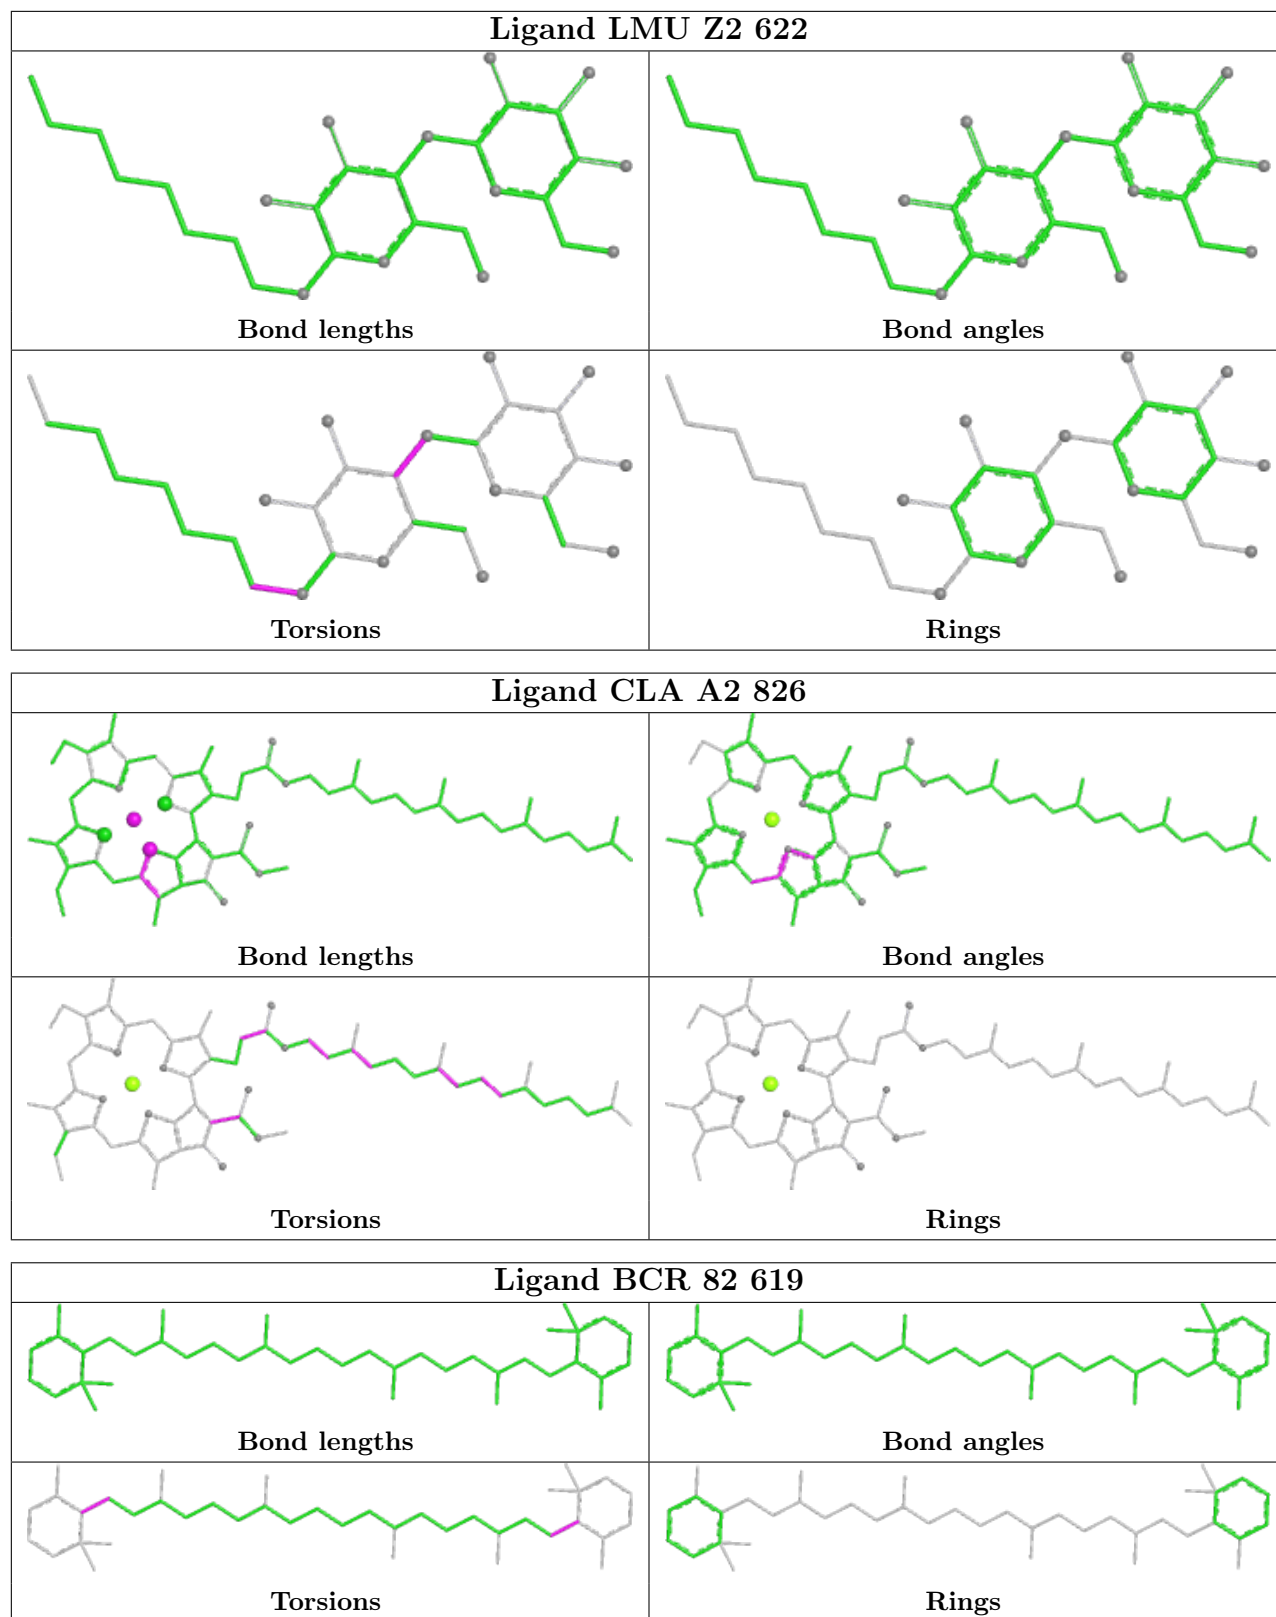 Ligand LMU Z2 622
Bond lengths
Bond angles
Torsions
Rings
Ligand CLA A2 826
Bond lengths
Bond angles
Torsions
Rings
Ligand BCR 82 619
Bond lengths
Bond angles
Torsions
Rings